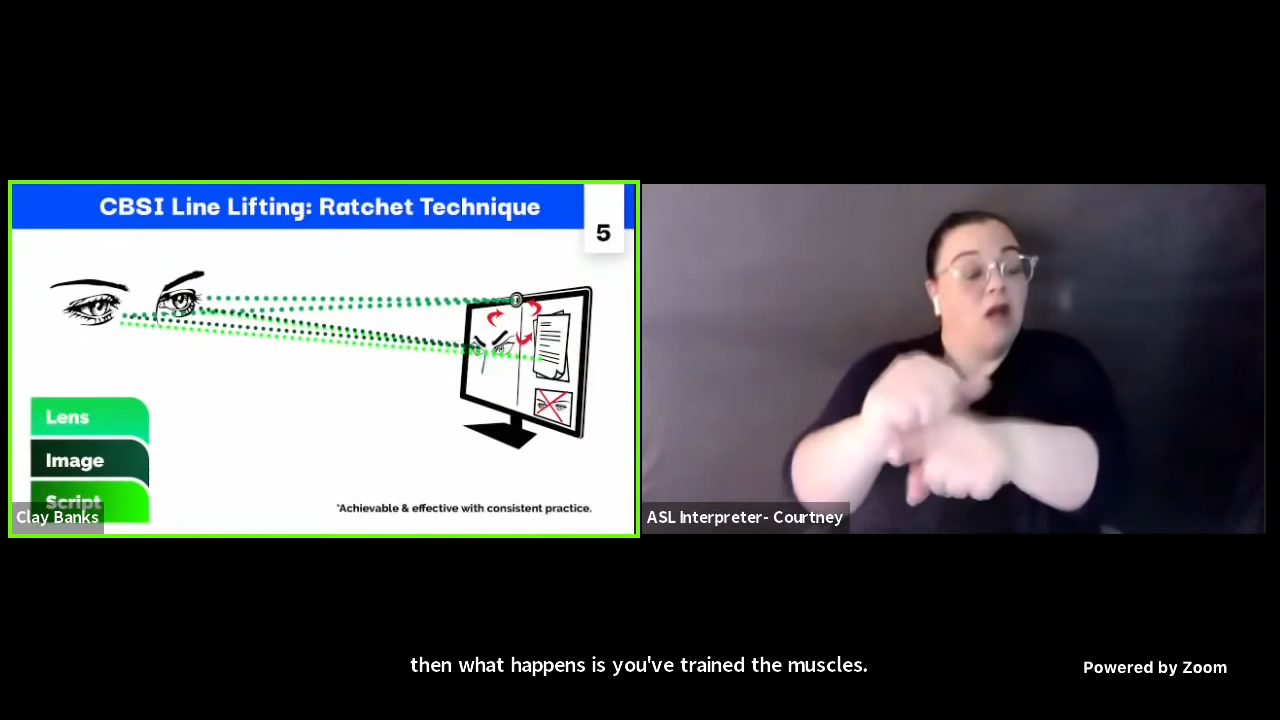 CBSI Line Lifting: Ratchet Technique
5
Lens
Image
Script
*Achievable & effective with consistent practice.
Clay Banks
ASL Interpreter- Courtney
then what happens is you've trained the muscles.
Powered by Zoom